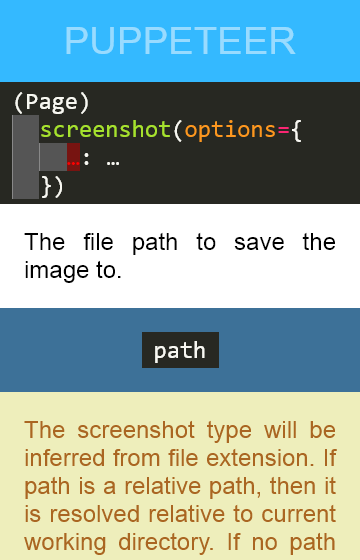 PUPPETEER
(Page)
screenshot(options={
…: …
})
The file path to save the
image to.
path
The screenshot type will be
inferred from file extension. If
path is a relative path, then it
is resolved relative to current
working directory. If no path